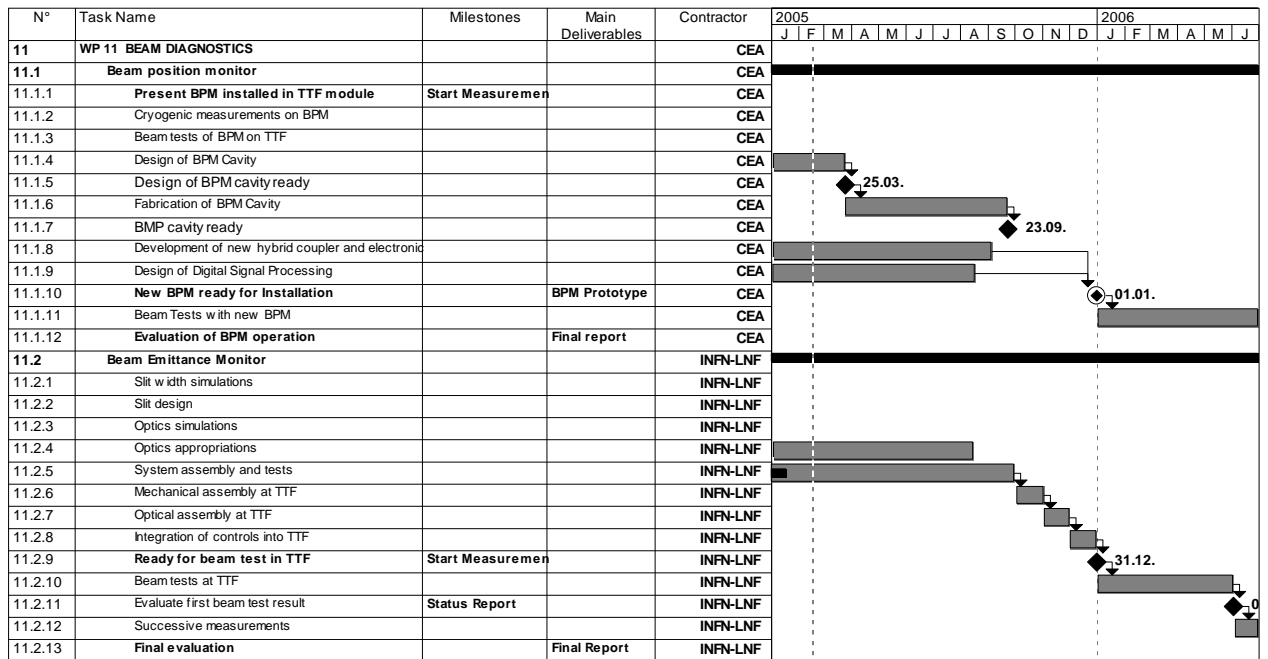 N° Task Name Milestones Main Deliverables Contractor 2005 2006
J F M A M J J A S O N D J F M A M J
11 WP 11 BEAM DIAGNOSTICS CEA
11.1 Beam position monitor CEA
11.1.1 Present BPM installed in TTF module Start Measuremen CEA
11.1.2 Cryogenic measurements on BPM CEA
11.1.3 Beam tests of BPM on TTF CEA
11.1.4 Design of BPM Cavity CEA
11.1.5 Design of BPM cavity ready CEA 25.03.
11.1.6 Fabrication of BPM Cavity CEA
11.1.7 BMP cavity ready CEA 23.09.
11.1.8 Development of new hybrid coupler and electronic CEA
11.1.9 Design of Digital Signal Processing CEA
11.1.10 New BPM ready for Installation BPM Prototype CEA 01.01.
11.1.11 Beam Tests with new BPM CEA
11.1.12 Evaluation of BPM operation Final report CEA
11.2 Beam Emittance Monitor INFN-LNF
11.2.1 Slit width simulations INFN-LNF
11.2.2 Slit design INFN-LNF
11.2.3 Optics simulations INFN-LNF
11.2.4 Optics appropriations INFN-LNF
11.2.5 System assembly and tests INFN-LNF
11.2.6 Mechanical assembly at TTF INFN-LNF
11.2.7 Optical assembly at TTF INFN-LNF
11.2.8 Integration of controls into TTF INFN-LNF
11.2.9 Ready for beam test in TTF Start Measuremen INFN-LNF 31.12.
11.2.10 Beam tests at TTF INFN-LNF
11.2.11 Evaluate first beam test result Status Report INFN-LNF 0
11.2.12 Successive measurements INFN-LNF
11.2.13 Final evaluation Final Report INFN-LNF